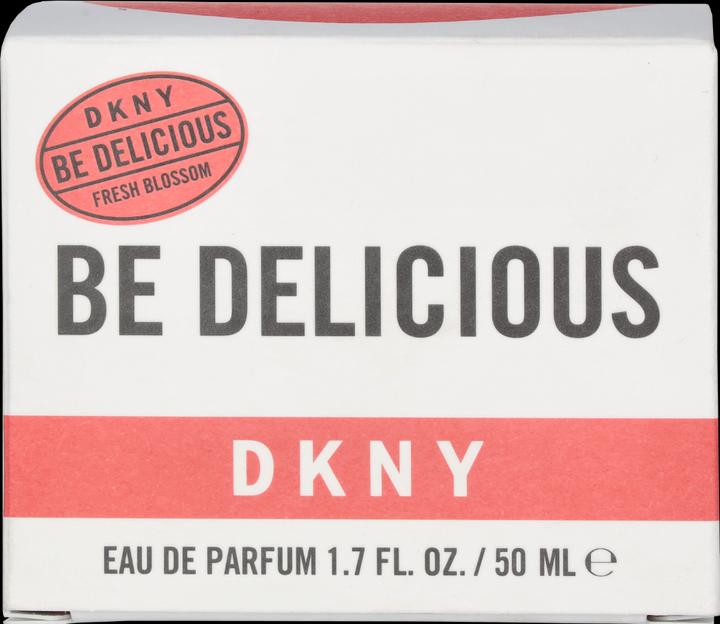 DKNY
BE DELICIOUS
FRESH BLOSSOM
BE DELICIOUS
DKNY
EAU DE PARFUM 1.7 FL. OZ. / 50 ML ℮